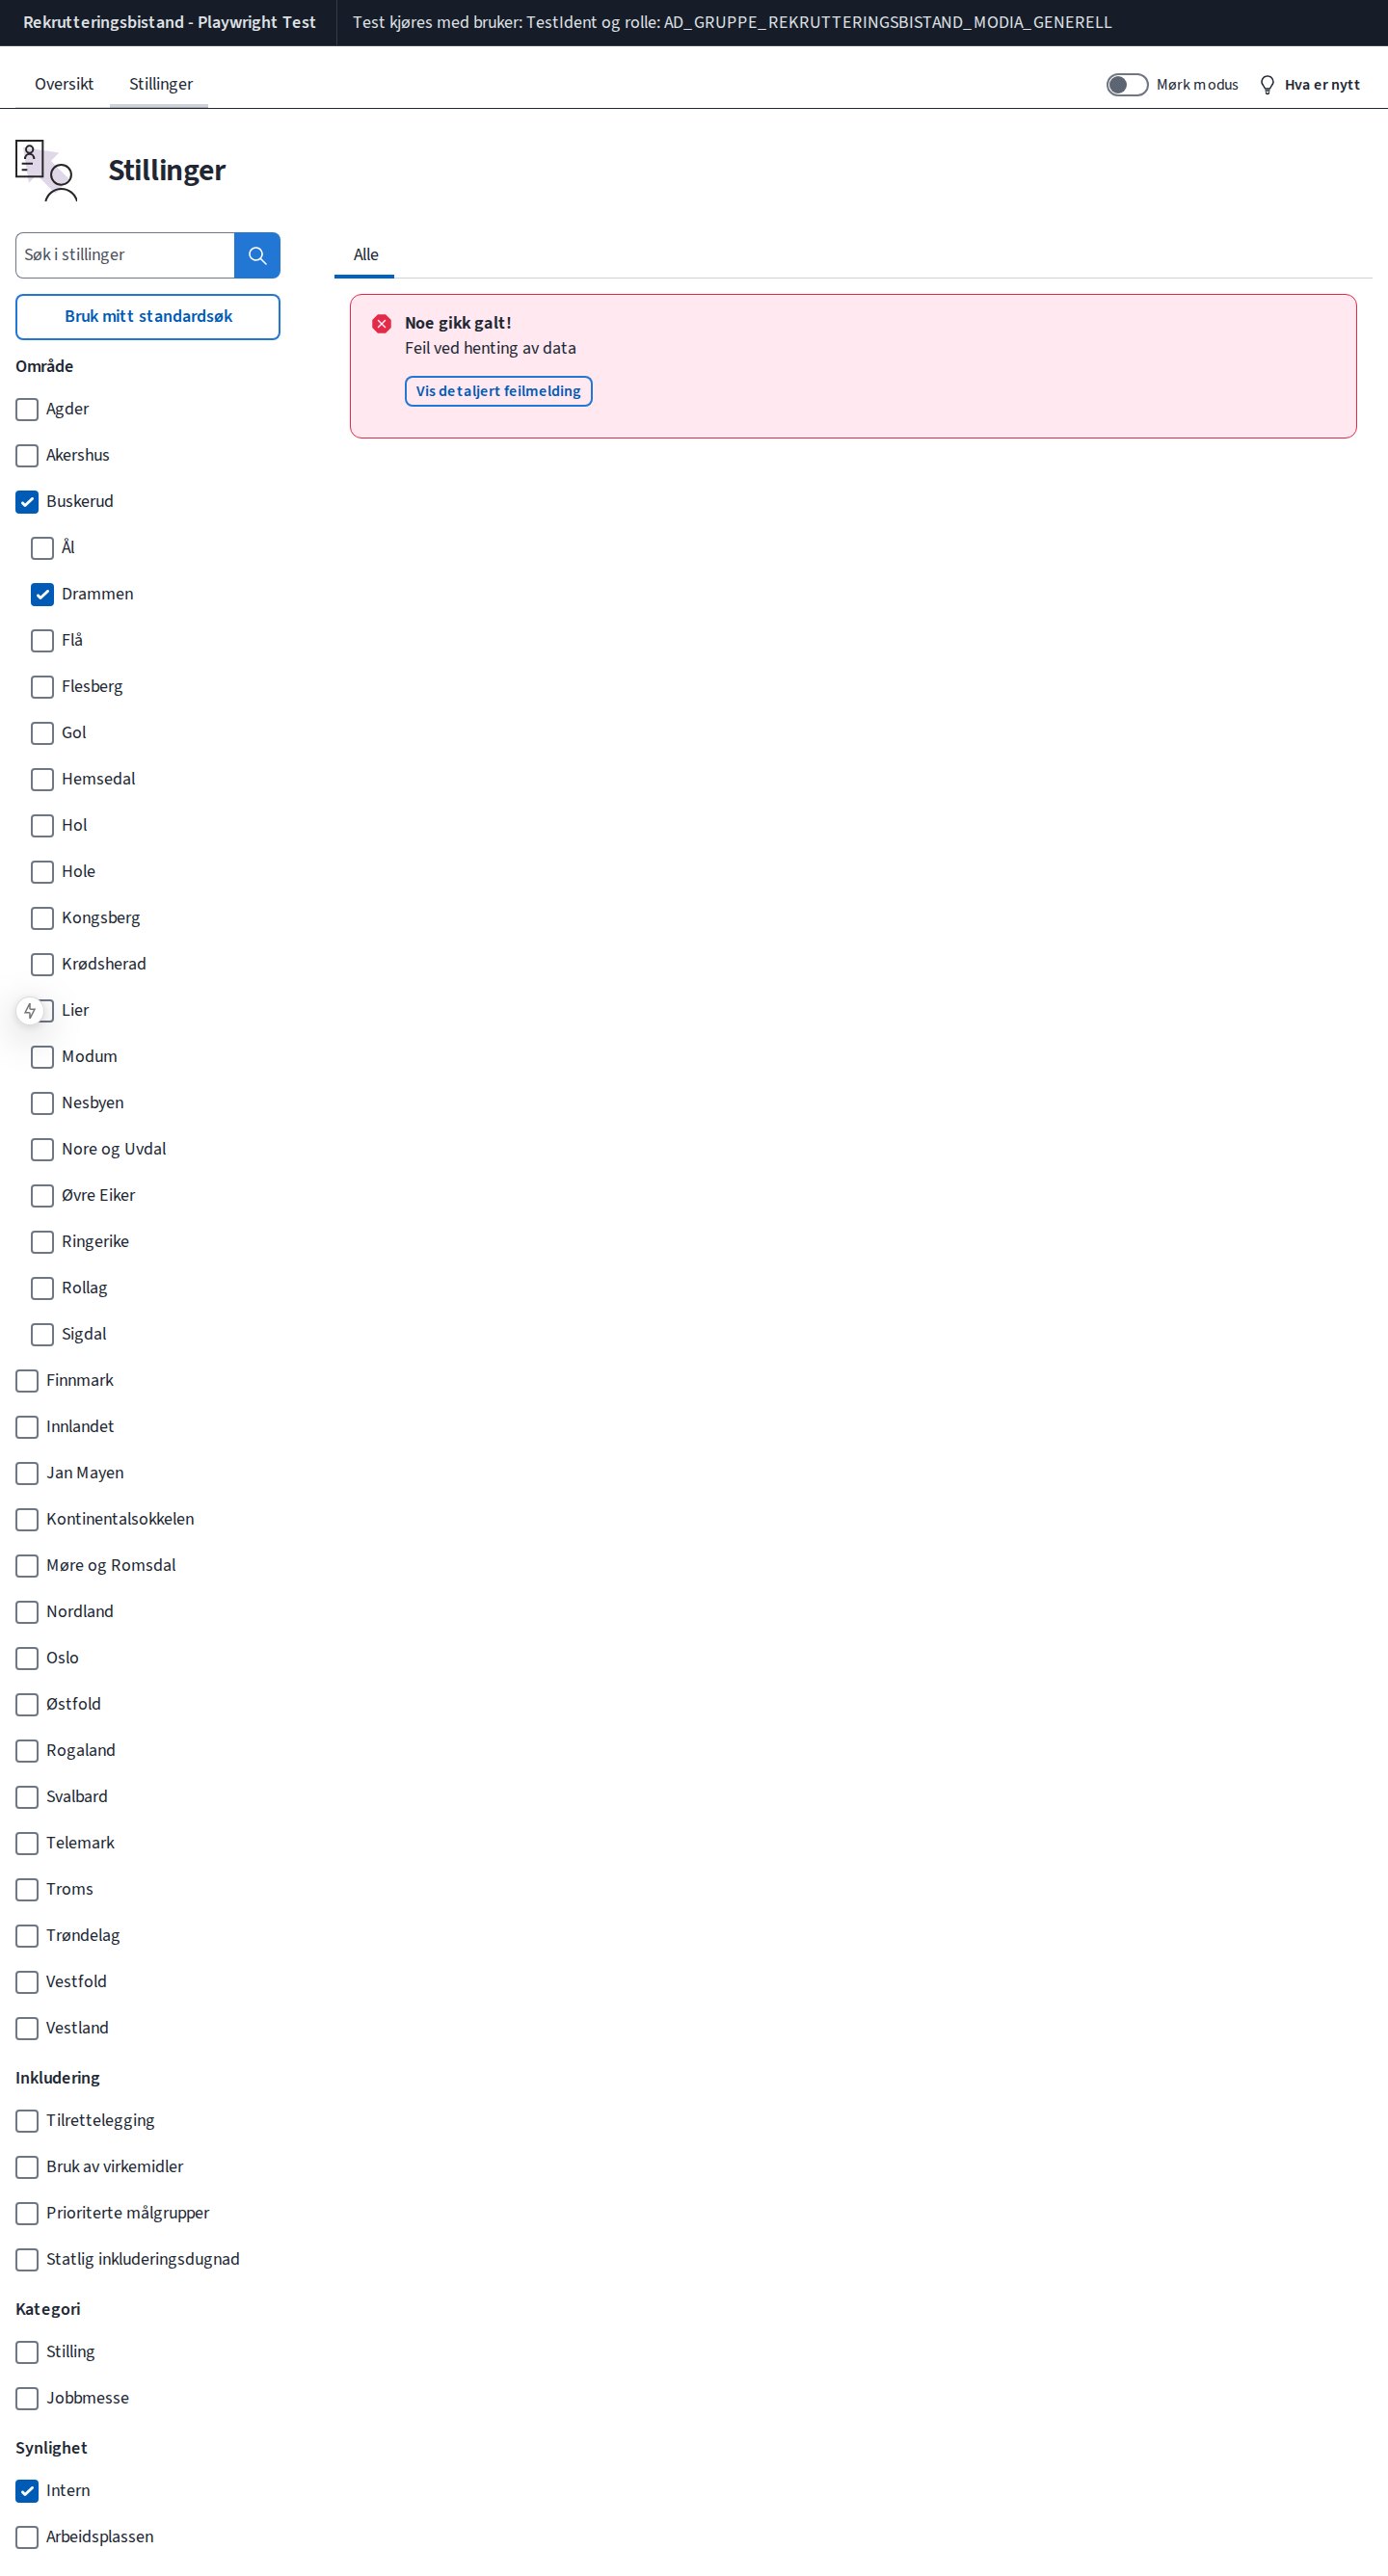 Rekrutteringsbistand - Playwright Test
Test kjøres med bruker: TestIdent og rolle: AD_GRUPPE_REKRUTTERINGSBISTAND_MODIA_GENERELL
Oversikt
Stillinger
Mørk modus
Hva er nytt
Stillinger
Søk i stillinger
Alle
Bruk mitt standardsøk
Noe gikk galt!
Feil ved henting av data
Vis detaljert feilmelding
Område
Agder
Akershus
Buskerud
Ål
Drammen
Flå
Flesberg
Gol
Hemsedal
Hol
Hole
Kongsberg
Krødsherad
Lier
Modum
Nesbyen
Nore og Uvdal
Øvre Eiker
Ringerike
Rollag
Sigdal
Finnmark
Innlandet
Jan Mayen
Kontinentalsokkelen
Møre og Romsdal
Nordland
Oslo
Østfold
Rogaland
Svalbard
Telemark
Troms
Trøndelag
Vestfold
Vestland
Inkludering
Tilrettelegging
Bruk av virkemidler
Prioriterte målgrupper
Statlig inkluderingsdugnad
Kategori
Stilling
Jobbmesse
Synlighet
Intern
Arbeidsplassen